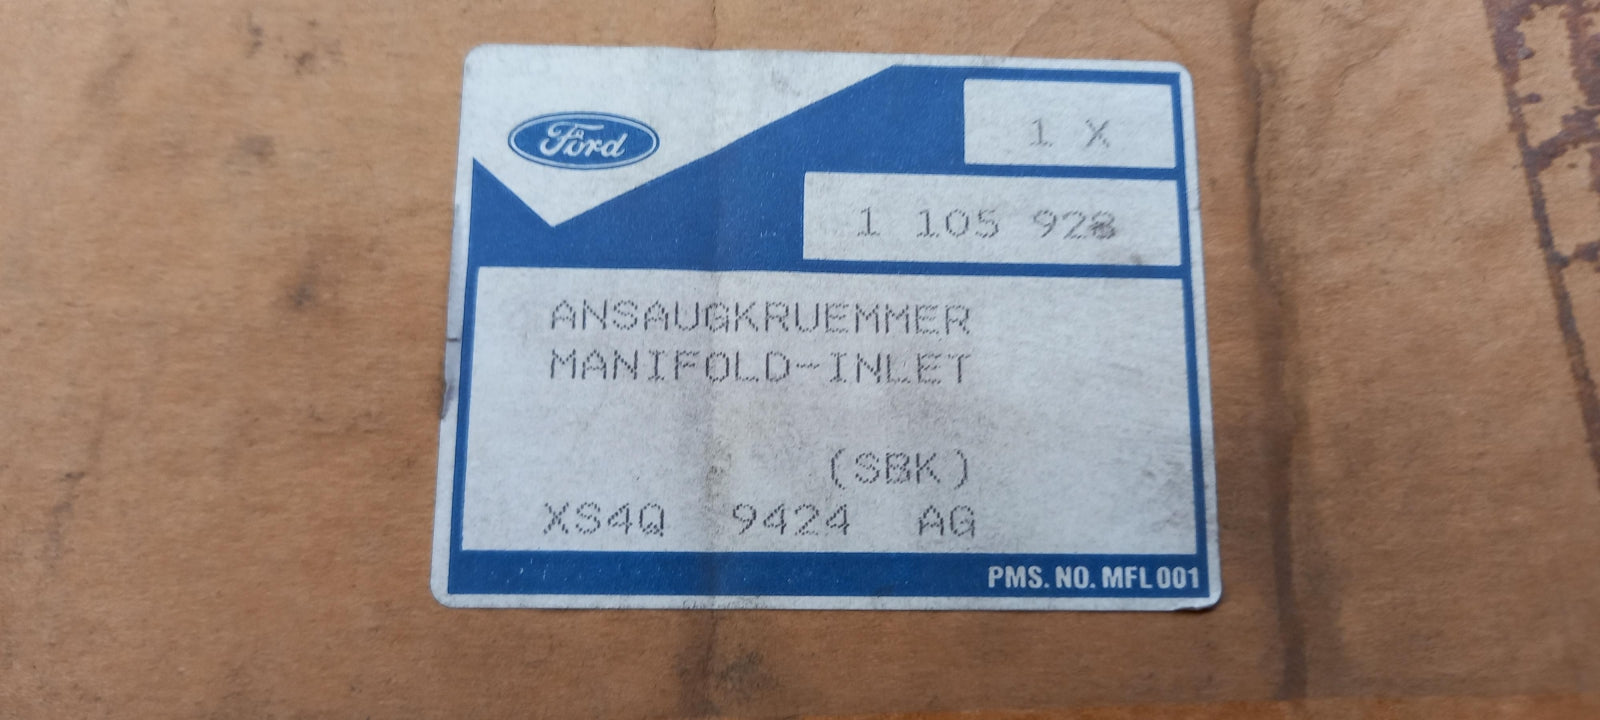 Ford
1 X
1 105 928
ANSAUGKRUEMMER
MANIFOLD-INLET
(SBK)
XS4Q 9424 AG
PMS. NO. MFL 001